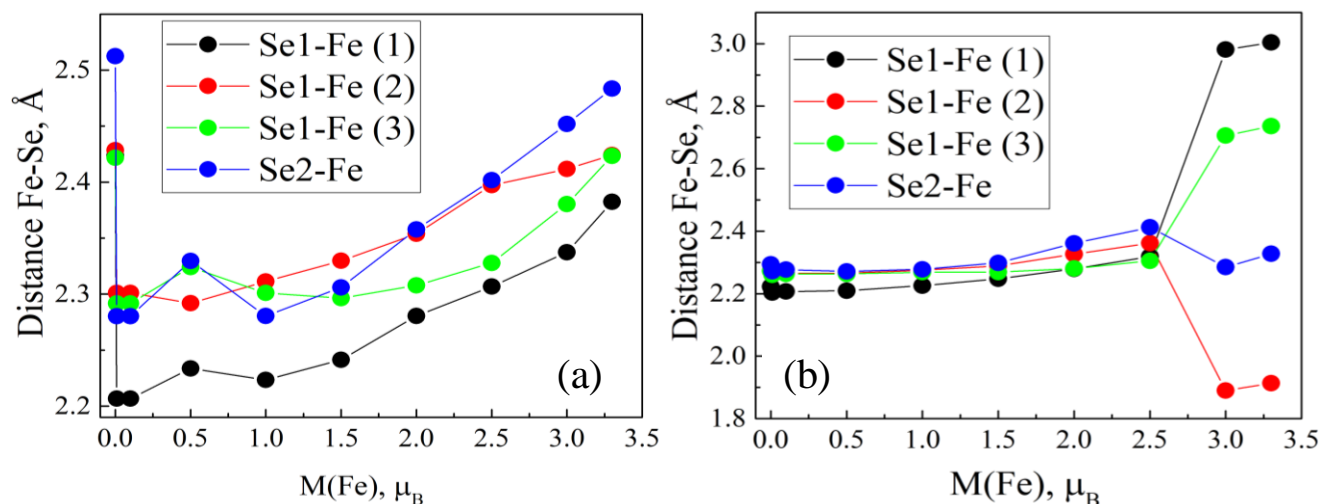 Distance Fe-Se, Å
2.5
2.4
2.3
2.2
Se1-Fe (1)
Se1-Fe (2)
Se1-Fe (3)
Se2-Fe
(a)
0.0 0.5 1.0 1.5 2.0 2.5 3.0 3.5
M(Fe), μB
Distance Fe-Se, Å
3.0
2.8
2.6
2.4
2.2
2.0
1.8
Se1-Fe (1)
Se1-Fe (2)
Se1-Fe (3)
Se2-Fe
(b)
0.0 0.5 1.0 1.5 2.0 2.5 3.0 3.5
M(Fe), μB